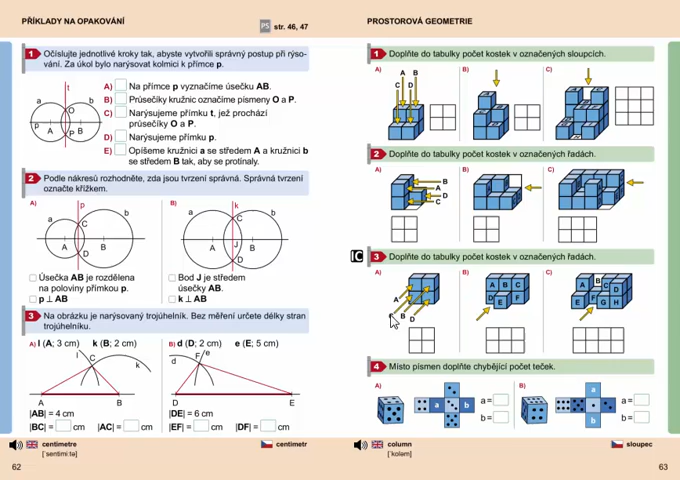 PŘÍKLADY NA OPAKOVÁNÍ
PS str. 46, 47
1 Očíslujte jednotlivé kroky tak, abyste vytvořili správný postup při rýso-
vání. Za úkol bylo narýsovat kolmici k přímce p.
t
a
b
O
p
A
P
B
A) Na přímce p vyznačíme úsečku AB.
B) Průsečíky kružnic označíme písmeny O a P.
C) Narýsujeme přímku t, jež prochází
průsečíky O a P.
D) Narýsujeme přímku p.
E) Opíšeme kružnici a se středem A a kružnici b
se středem B tak, aby se protínaly.
2 Podle nákresů rozhodněte, zda jsou tvrzení správná. Správná tvrzení
označte křížkem.
A)
p
a
b
C
A
B
D
B)
k
a
b
C
A
J
B
D
Úsečka AB je rozdělena
na poloviny přímkou p.
p ⊥ AB
Bod J je středem
úsečky AB.
k ⊥ AB
3 Na obrázku je narýsovaný trojúhelník. Bez měření určete délky stran
trojúhelníku.
A) l (A; 3 cm) k (B; 2 cm)
B) d (D; 2 cm) e (E; 5 cm)
l
C
k
A
B
d
F
e
D
E
|AB| = 4 cm
|DE| = 6 cm
|BC| = cm |AC| = cm
|EF| = cm |DF| = cm
centimetre
centimetr
[ˈsentimiːtə]
62
PROSTOROVÁ GEOMETRIE
1 Doplňte do tabulky počet kostek v označených sloupcích.
A)
A B
C D
B)
C)
2 Doplňte do tabulky počet kostek v označených řadách.
A)
B
A
D
C
B)
C)
IC
3 Doplňte do tabulky počet kostek v označených řadách.
A)
A
B
D
B)
A B C
D
F
E
C)
A
B
C
D
E
F
G H
4 Místo písmen doplňte chybějící počet teček.
A)
a
b
a =
b =
B)
a
b
a =
b =
column
sloupec
[ˈkoləm]
63